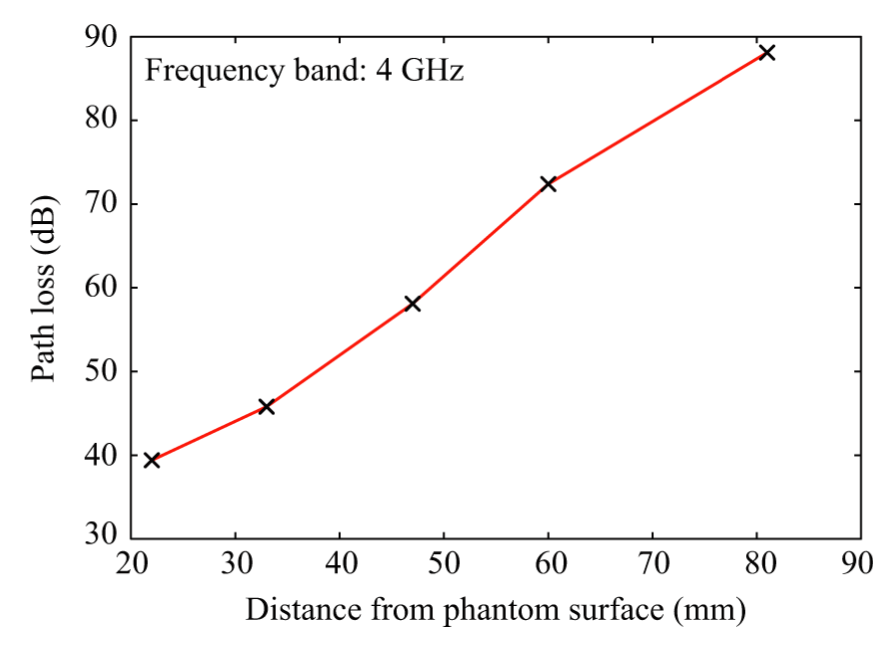 Frequency band: 4 GHz
90
80
70
60
50
40
30
Path loss (dB)
20 30 40 50 60 70 80 90
Distance from phantom surface (mm)